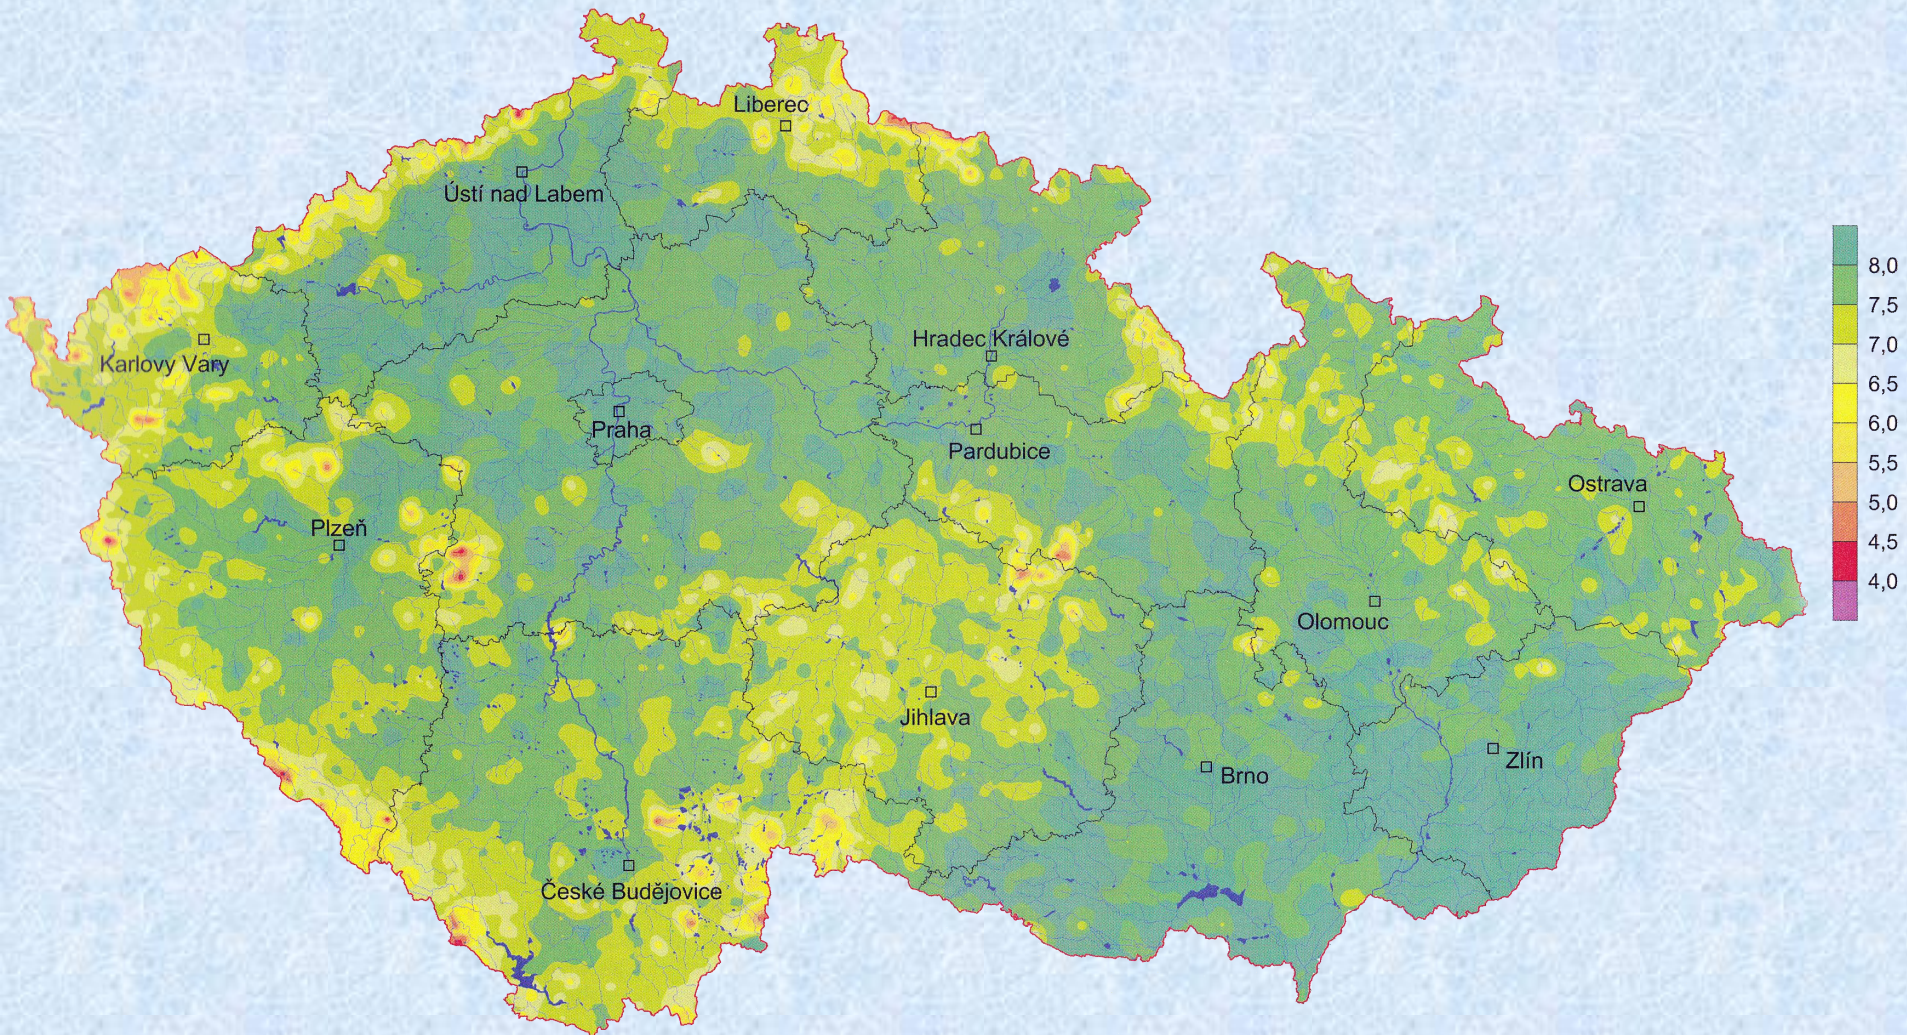 Liberec
Ústí nad Labem
Karlovy Vary
Hradec Králové
Praha
Pardubice
Plzeň
Ostrava
Olomouc
Jihlava
Brno
Zlín
České Budějovice
8,0
7,5
7,0
6,5
6,0
5,5
5,0
4,5
4,0